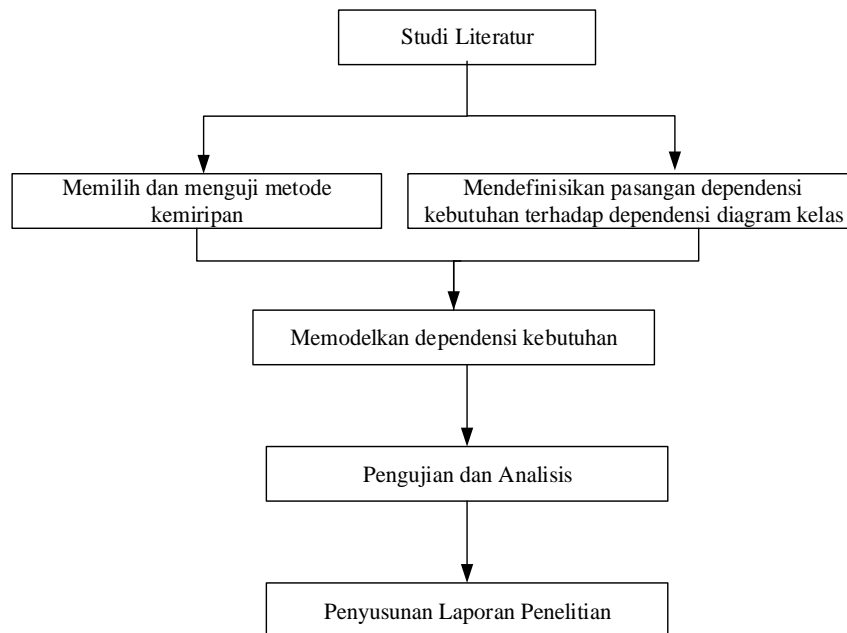 Studi Literatur
Memilih dan menguji metode
kemiripan
Mendefinisikan pasangan dependensi
kebutuhan terhadap dependensi diagram kelas
Memodelkan dependensi kebutuhan
Pengujian dan Analisis
Penyusunan Laporan Penelitian